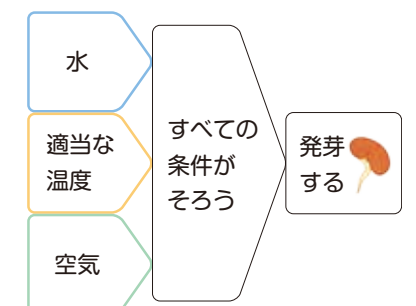 水
適当な
温度
空気
すべての
条件が
そろう
発芽
する